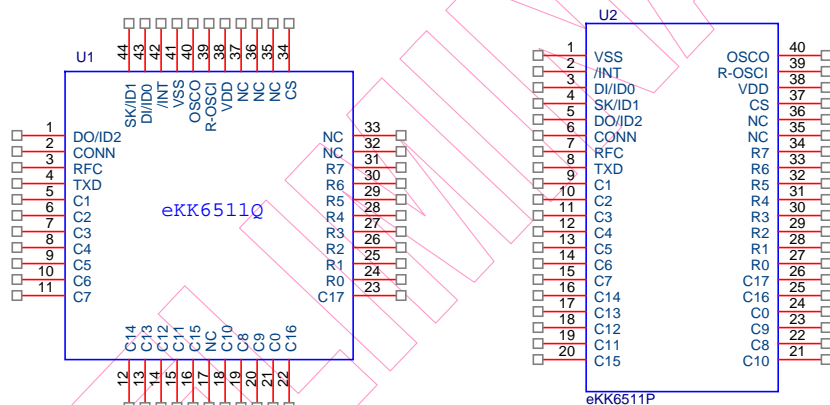 U1
44 SK/ID1
43 DI/ID0
42 /INT
41 VSS
40 OSCO
39 R-OSCI
38 VDD
37 NC
36 NC
35 NC
34 CS
1 DO/ID2
2 CONN
3 RFC
4 TXD
5 C1
6 C2
7 C3
8 C4
9 C5
10 C6
11 C7
eKK6511Q
NC 33
NC 32
R7 31
R6 30
R5 29
R4 28
R3 27
R2 26
R1 25
R0 24
C17 23
12 C14
13 C13
14 C12
15 C11
16 C15
17 NC
18 C10
19 C8
20 C9
21 C0
22 C16
U2
1 VSS
2 /INT
3 DI/ID0
4 SK/ID1
5 DO/ID2
6 CONN
7 RFC
8 TXD
9 C1
10 C2
11 C3
12 C4
13 C5
14 C6
15 C7
16 C14
17 C13
18 C12
19 C11
20 C15
OSCO 40
R-OSCI 39
VDD 38
CS 37
NC 36
NC 35
R7 34
R6 33
R5 32
R4 31
R3 30
R2 29
R1 28
R0 27
C17 26
C16 25
C0 24
C9 23
C8 22
C10 21
eKK6511P